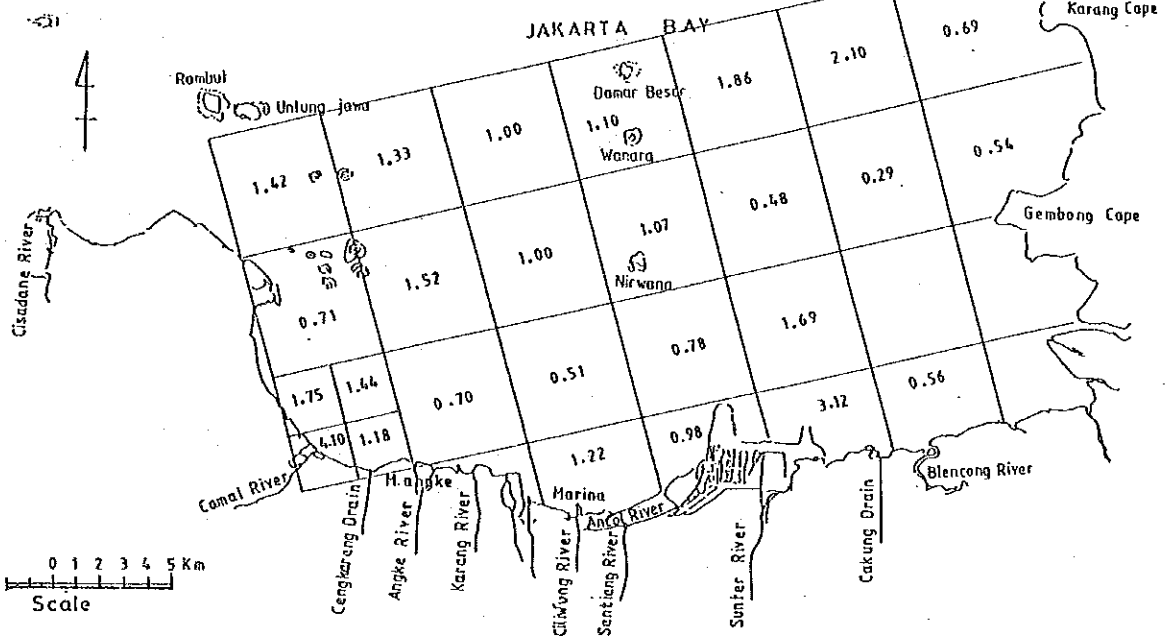 JAKARTA BAY
Karang Cape
0.69
2.10
1.86
Damar Besar
Rambut
Untung jawa
1.10
1.00
1.33
Wanara
1.42
0.54
0.29
0.48
Gembong Cape
1.07
1.00
Nirwana
1.52
0.71
Cisadane River
1.69
0.78
0.51
0.70
1.44
1.75
0.56
3.12
0.98
1.22
1.18
4.10
Blencong River
M.angke
Marina
Camal River
Ancol River
Cengkarang Drain
Angke River
Karang River
Ciliwung River
Sentiang River
Sunter River
Cakung Drain
0 1 2 3 4 5 Km
Scale